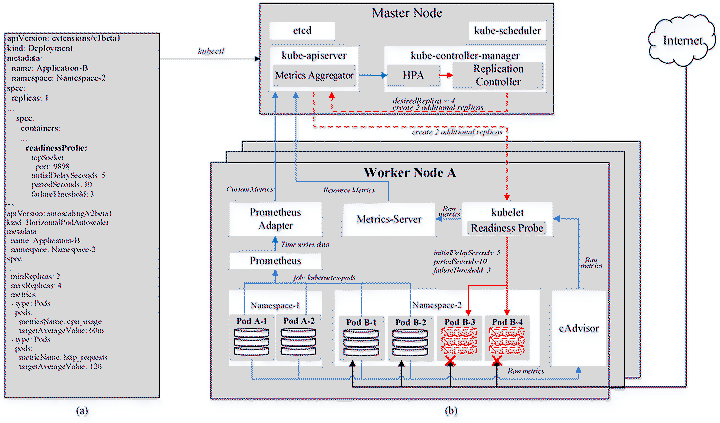 apiVersion: extensions/v1beta1
kind: Deployment
metadata:
name: Application-B
namespace: Namespace-2
spec:
replicas: 1
...
spec:
containers:
...
readinessProbe:
tcpSocket
port: 9898
initialDelaySeconds: 5
periodSeconds: 10
failureThreshold: 3
...
apiVersion: autoscaling/v2beta1
kind: HorizontalPodAutoscaler
metadata
name: Application-B
namespace: Namespace-2
spec:
...
minReplicas: 2
maxReplicas: 4
metrics
- type: Pods
pods:
metricName: cpu_usage
targetAverageValue:
- type: Pods
pods:
metricName: http_requests
targetAverageValue:
(a)
kubectl
Master Node
etcd
kube-scheduler
kube-apiserver
Metrics Aggregator
kube-controller-manager
HPA
Replication
Controller
desiredReplicas = 4
create 2 additional replicas
create 2 additional replicas
Internet
Worker Node A
Custom Metrics
Resource Metrics
Prometheus
Adapter
Metrics-Server
Raw
metrics
kubelet
Readiness Probe
Time series data
Prometheus
job: kubernetes-pods
initialDelaySeconds: 5
periodSeconds: 10
failureThreshold: 3
Raw
metrics
Namespace-1
Namespace-2
Pod A-1
Pod A-2
Pod B-1
Pod B-2
Pod B-3
Pod B-4
cAdvisor
Raw metrics
(b)